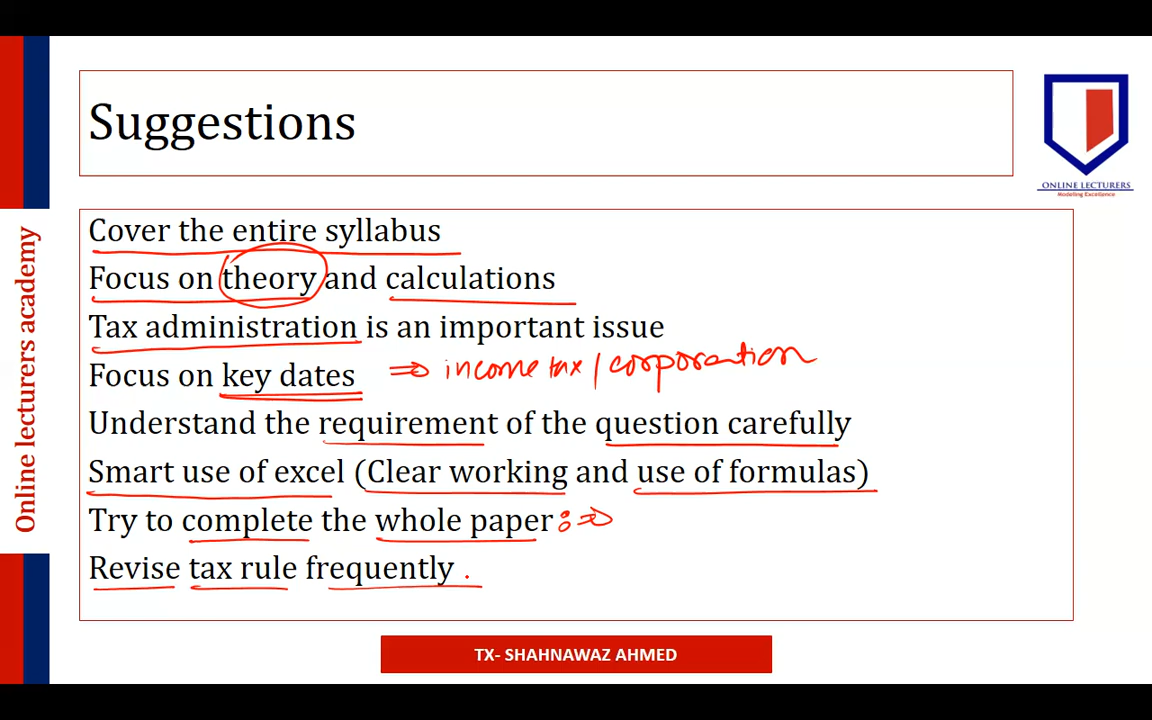 Suggestions
ONLINE LECTURERS
Modeling Excellence
Online lecturers academy
Cover the entire syllabus
Focus on theory and calculations
Tax administration is an important issue
Focus on key dates ⇒ income tax / corporation
Understand the requirement of the question carefully
Smart use of excel (Clear working and use of formulas)
Try to complete the whole paper :⇒
Revise tax rule frequently .
TX- SHAHNAWAZ AHMED